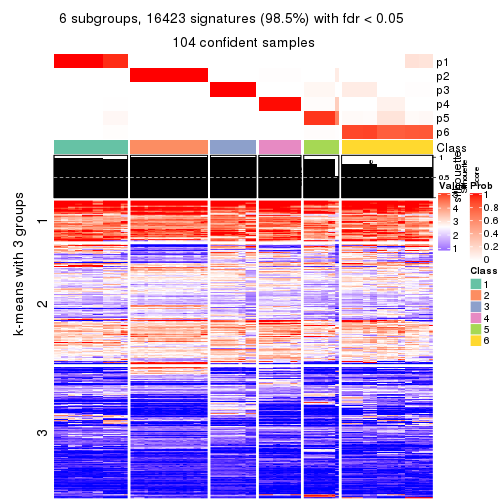 6 subgroups, 16423 signatures (98.5%) with fdr < 0.05
104 confident samples
p1
p2
p3
p4
p5
p6
Class
1
0.5
Silhouette
score
k-means with 3 groups
1
2
3
Value
4
3
2
1
Prob
1
0.8
0.6
0.4
0.2
0
Class
1
2
3
4
5
6